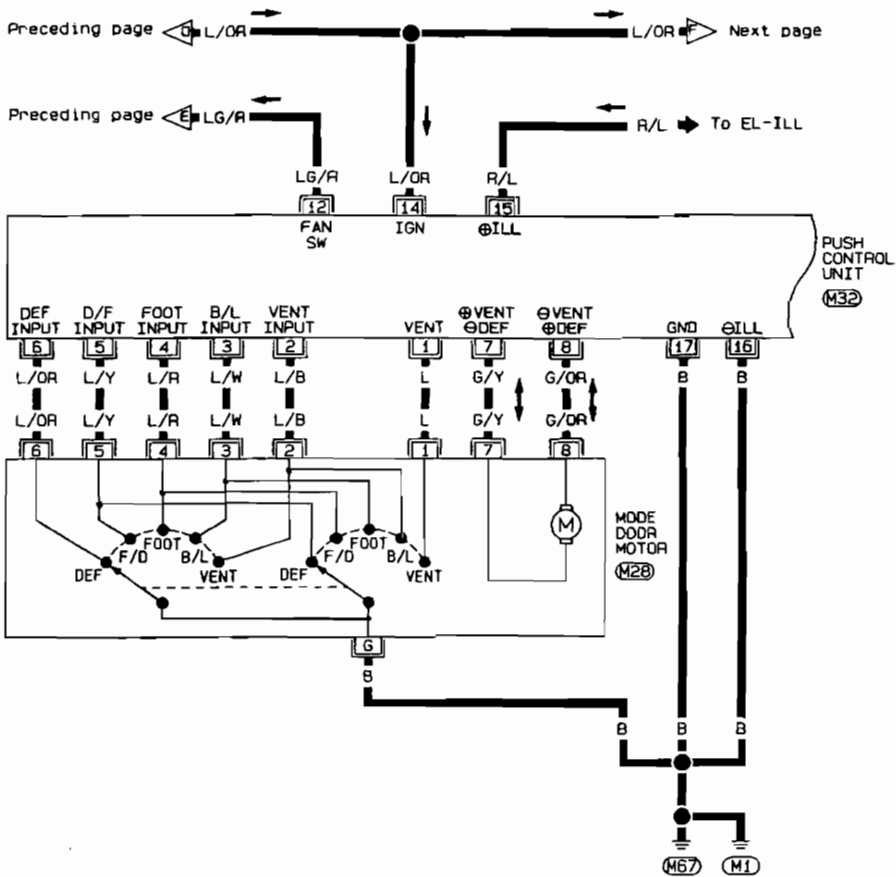 Preceding page D L/OR L/OR F Next page
Preceding page E LG/R R/L To EL-ILL
LG/R L/OR R/L
12 14 15
FAN SW IGN ⊕ILL
PUSH CONTROL UNIT
M32
DEF INPUT D/F INPUT FOOT INPUT B/L INPUT VENT INPUT VENT ⊕VENT ⊖DEF ⊖VENT ⊕DEF GND ⊖ILL
6 5 4 3 2 1 7 8 17 16
L/OR L/Y L/R L/W L/B L G/Y G/OR B B
L/OR L/Y L/R L/W L/B L G/Y G/OR
6 5 4 3 2 1 7 8
M
MODE DOOR MOTOR
M28
DEF F/D FOOT B/L VENT DEF F/D FOOT B/L VENT
G
B
B B B
M67 M1